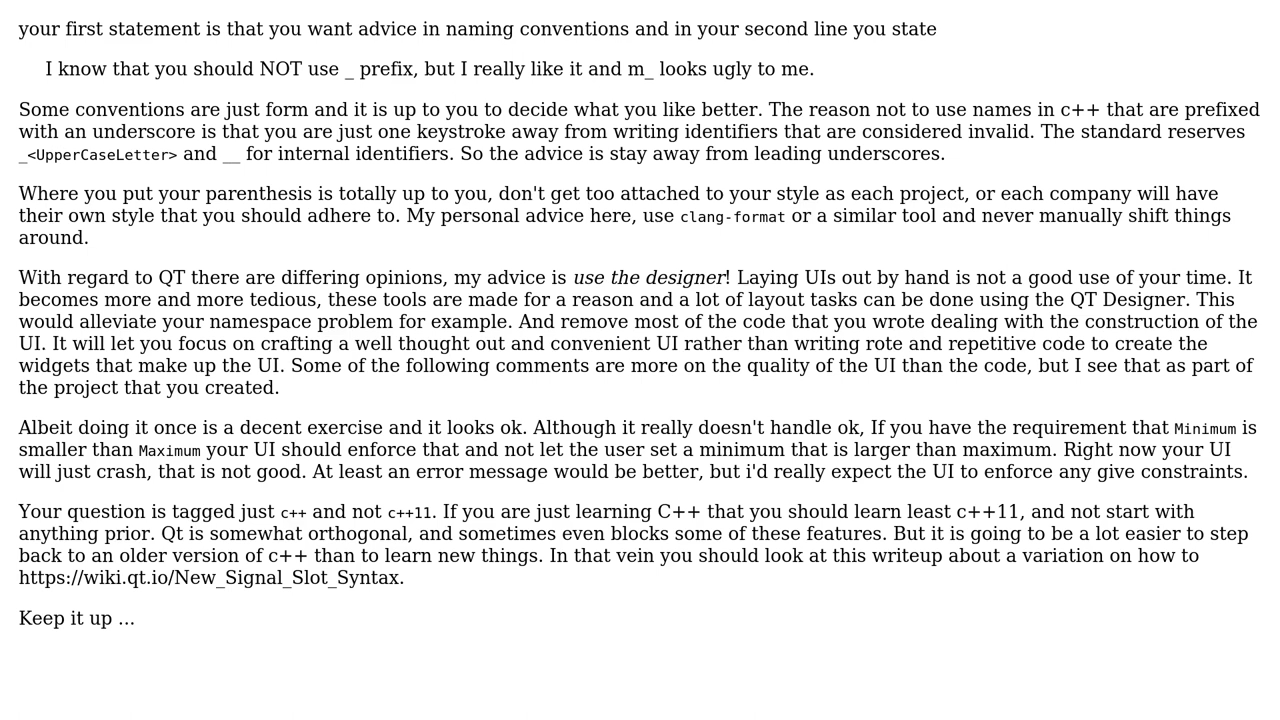 your first statement is that you want advice in naming conventions and in your second line you state
I know that you should NOT use _ prefix, but I really like it and m_ looks ugly to me.
Some conventions are just form and it is up to you to decide what you like better. The reason not to use names in c++ that are prefixed
with an underscore is that you are just one keystroke away from writing identifiers that are considered invalid. The standard reserves
_<UpperCaseLetter> and __ for internal identifiers. So the advice is stay away from leading underscores.
Where you put your parenthesis is totally up to you, don't get too attached to your style as each project, or each company will have
their own style that you should adhere to. My personal advice here, use clang-format or a similar tool and never manually shift things
around.
With regard to QT there are differing opinions, my advice is use the designer! Laying UIs out by hand is not a good use of your time. It
becomes more and more tedious, these tools are made for a reason and a lot of layout tasks can be done using the QT Designer. This
would alleviate your namespace problem for example. And remove most of the code that you wrote dealing with the construction of the
UI. It will let you focus on crafting a well thought out and convenient UI rather than writing rote and repetitive code to create the
widgets that make up the UI. Some of the following comments are more on the quality of the UI than the code, but I see that as part of
the project that you created.
Albeit doing it once is a decent exercise and it looks ok. Although it really doesn't handle ok, If you have the requirement that Minimum is
smaller than Maximum your UI should enforce that and not let the user set a minimum that is larger than maximum. Right now your UI
will just crash, that is not good. At least an error message would be better, but i'd really expect the UI to enforce any give constraints.
Your question is tagged just c++ and not c++11. If you are just learning C++ that you should learn least c++11, and not start with
anything prior. Qt is somewhat orthogonal, and sometimes even blocks some of these features. But it is going to be a lot easier to step
back to an older version of c++ than to learn new things. In that vein you should look at this writeup about a variation on how to
https://wiki.qt.io/New_Signal_Slot_Syntax.
Keep it up ...